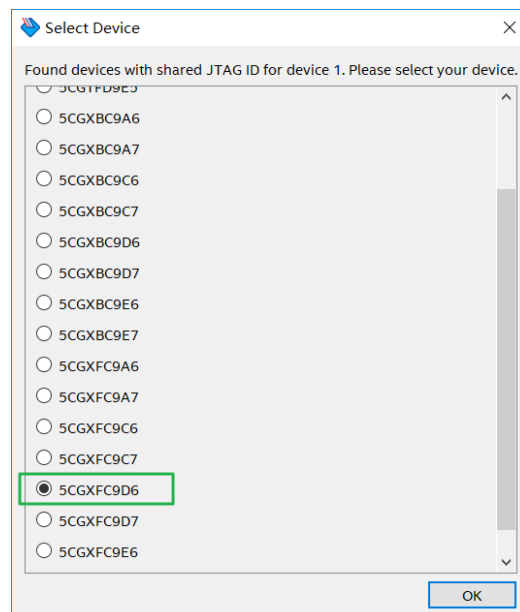 Select Device
Found devices with shared JTAG ID for device 1. Please select your device.
5CGTFD9E5
5CGXBC9A6
5CGXBC9A7
5CGXBC9C6
5CGXBC9C7
5CGXBC9D6
5CGXBC9D7
5CGXBC9E6
5CGXBC9E7
5CGXFC9A6
5CGXFC9A7
5CGXFC9C6
5CGXFC9C7
5CGXFC9D6
5CGXFC9D7
5CGXFC9E6
OK